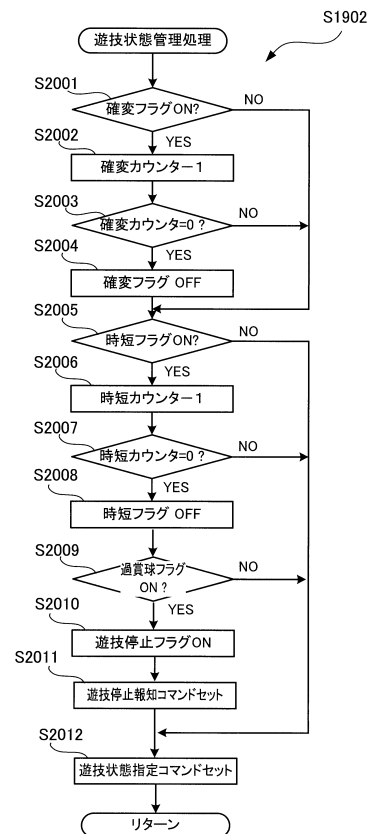 S1902
遊技状態管理処理
S2001
確変フラグON?
NO
YES
S2002
確変カウンター1
S2003
確変カウンタ=0?
NO
YES
S2004
確変フラグ OFF
S2005
時短フラグON?
NO
YES
S2006
時短カウンター1
S2007
時短カウンタ=0?
NO
YES
S2008
時短フラグ OFF
S2009
過賞球フラグ
ON?
NO
YES
S2010
遊技停止フラグON
S2011
遊技停止報知コマンドセット
S2012
遊技状態指定コマンドセット
リターン